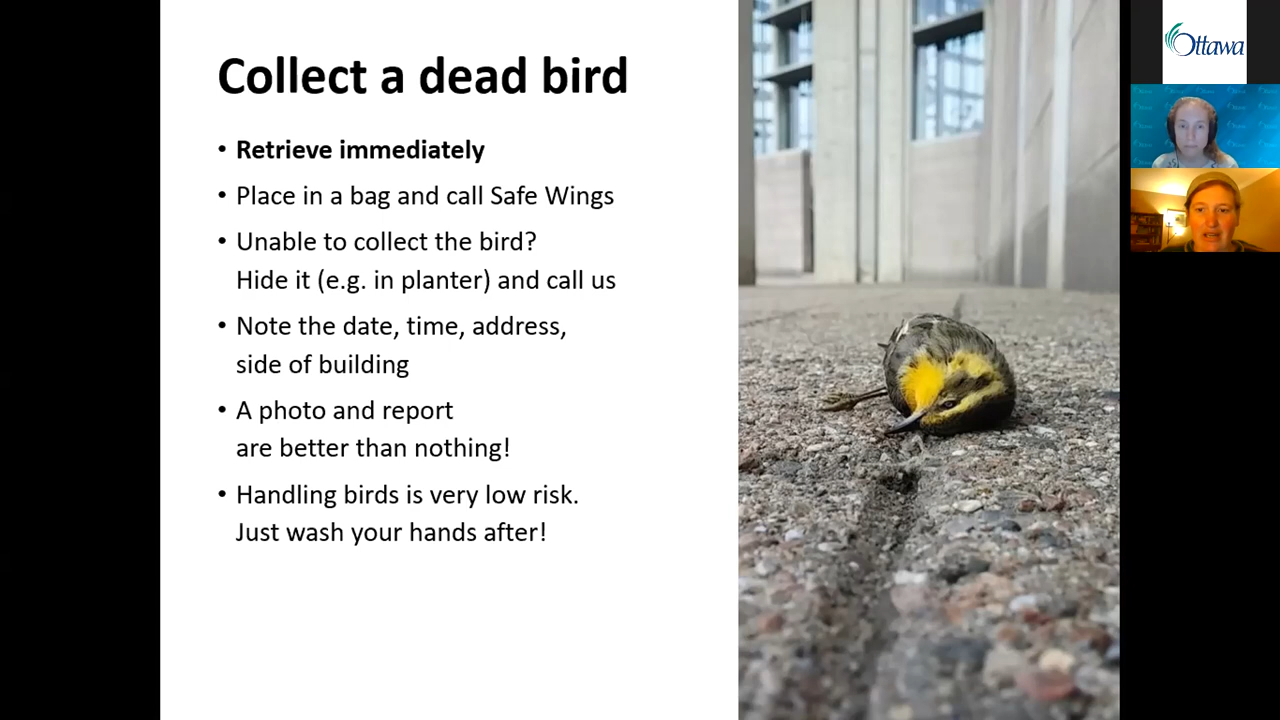 Collect a dead bird
• Retrieve immediately
• Place in a bag and call Safe Wings
• Unable to collect the bird?
Hide it (e.g. in planter) and call us
• Note the date, time, address,
side of building
• A photo and report
are better than nothing!
• Handling birds is very low risk.
Just wash your hands after!
Ottawa